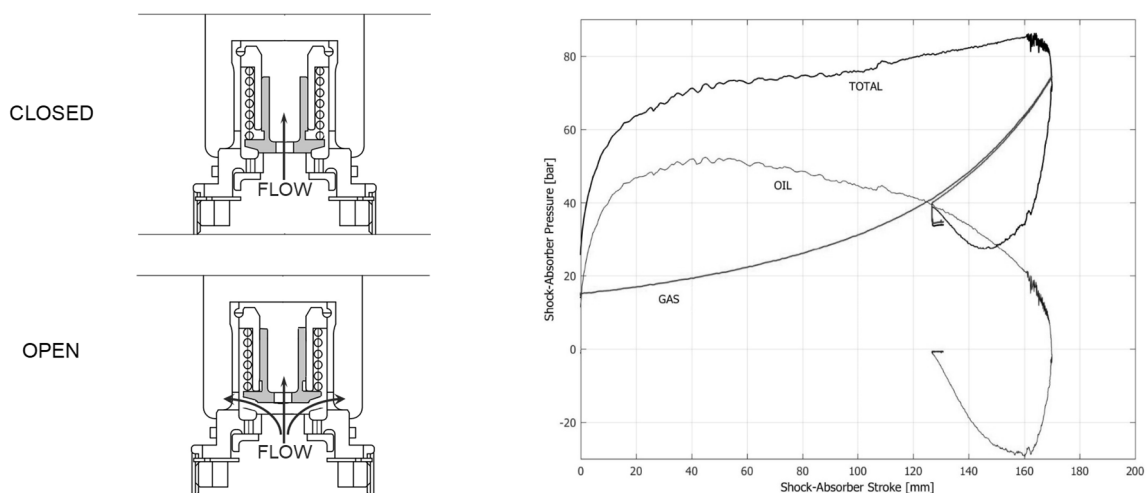 CLOSED
FLOW
OPEN
FLOW
80
60
40
20
0
-20
Shock-Absorber Pressure [bar]
TOTAL
OIL
GAS
0 20 40 60 80 100 120 140 160 180 200
Shock-Absorber Stroke [mm]